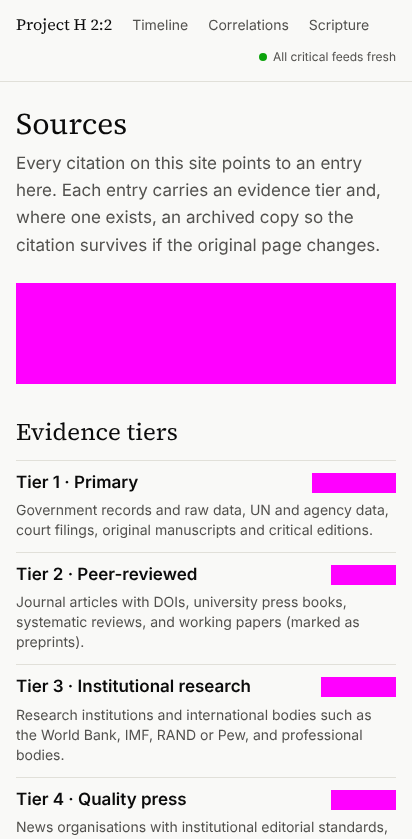 Project H 2:2 Timeline Correlations Scripture
All critical feeds fresh
Sources
Every citation on this site points to an entry
here. Each entry carries an evidence tier and,
where one exists, an archived copy so the
citation survives if the original page changes.
Evidence tiers
Tier 1 · Primary
Government records and raw data, UN and agency data,
court filings, original manuscripts and critical editions.
Tier 2 · Peer-reviewed
Journal articles with DOIs, university press books,
systematic reviews, and working papers (marked as
preprints).
Tier 3 · Institutional research
Research institutions and international bodies such as
the World Bank, IMF, RAND or Pew, and professional
bodies.
Tier 4 · Quality press
News organisations with institutional editorial standards,